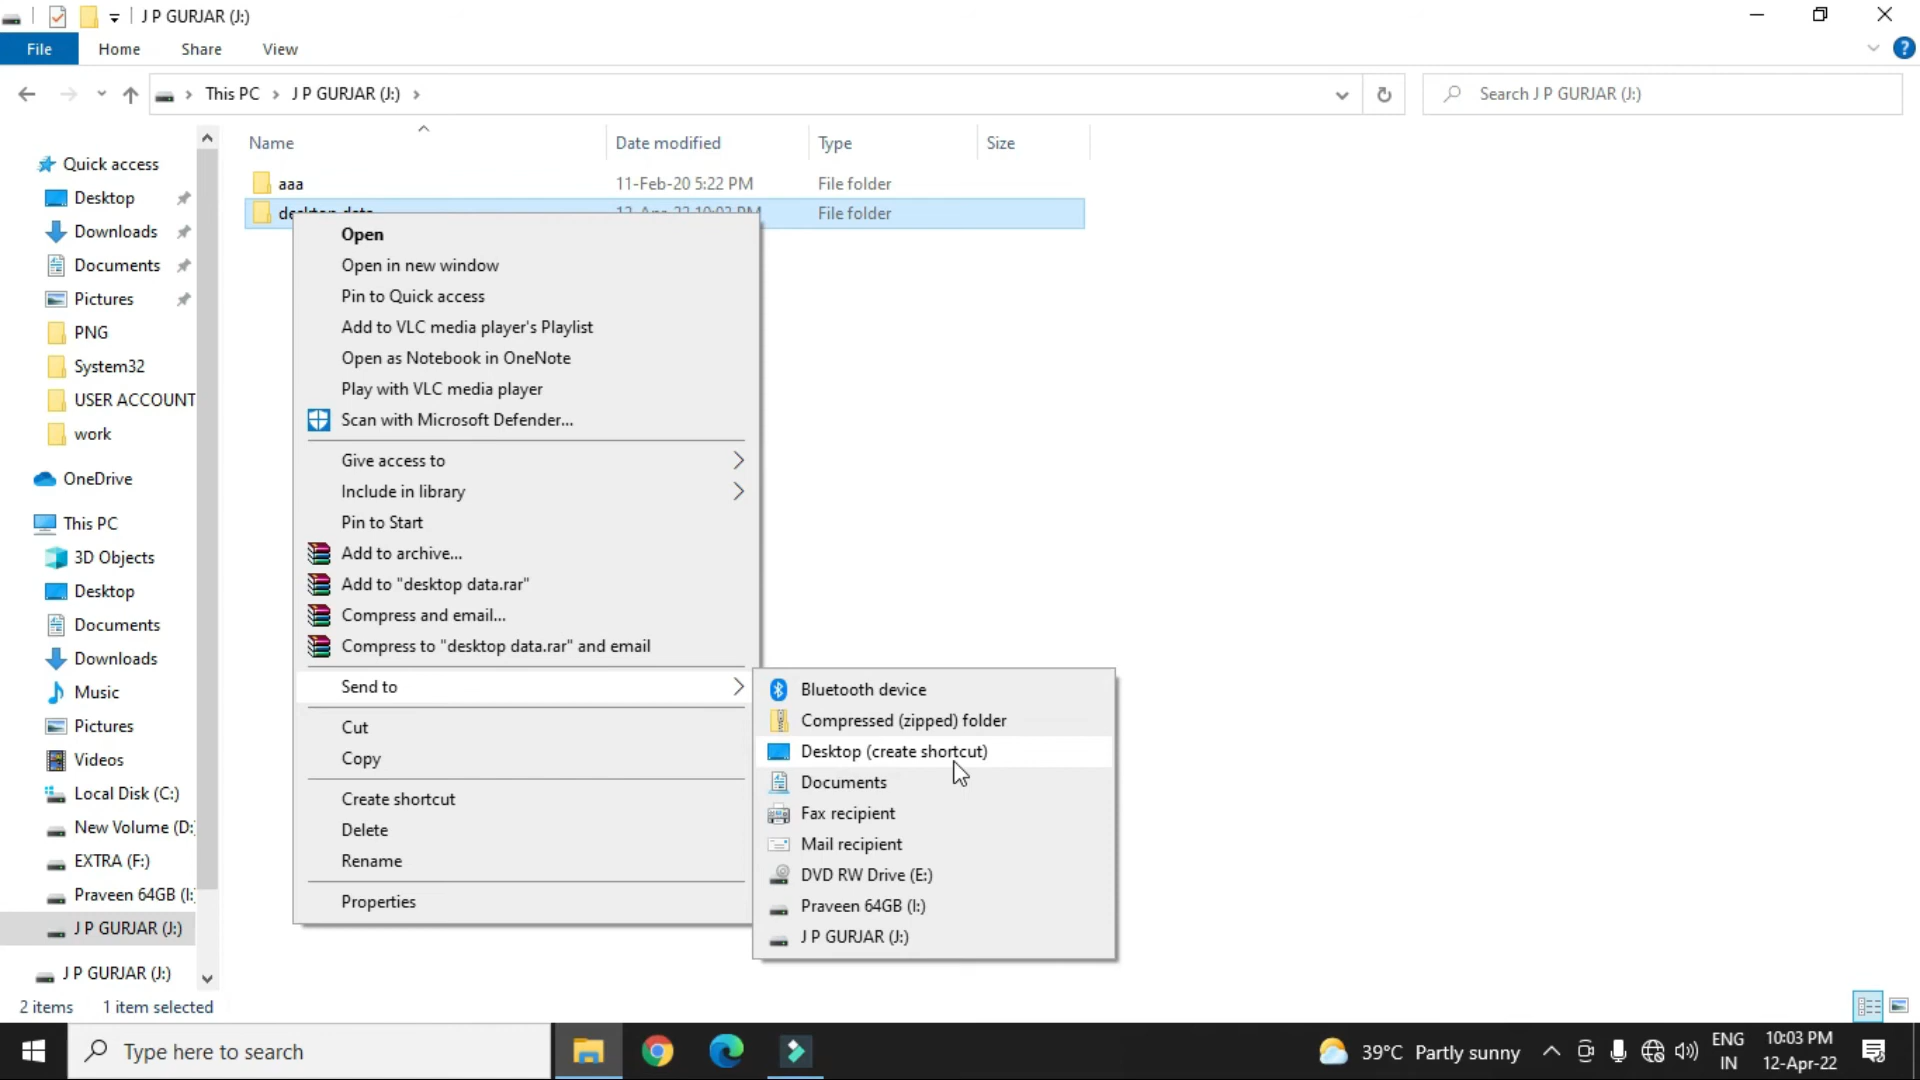 J P GURJAR (J:)
File Home Share View
?
This PC J P GURJAR (J:)
Search J P GURJAR (J:)
Name Date modified Type Size
aaa 11-Feb-20 5:22 PM File folder
desktop data 12-Apr-22 10:03 PM File folder
Quick access
Desktop
Downloads
Documents
Pictures
PNG
System32
USER ACCOUNT
work
OneDrive
This PC
3D Objects
Desktop
Documents
Downloads
Music
Pictures
Videos
Local Disk (C:)
New Volume (D:
EXTRA (F:)
Praveen 64GB (I:
J P GURJAR (J:)
J P GURJAR (J:)
Open
Open in new window
Pin to Quick access
Add to VLC media player's Playlist
Open as Notebook in OneNote
Play with VLC media player
Scan with Microsoft Defender...
Give access to
Include in library
Pin to Start
Add to archive...
Add to "desktop data.rar"
Compress and email...
Compress to "desktop data.rar" and email
Send to
Cut
Copy
Create shortcut
Delete
Rename
Properties
Bluetooth device
Compressed (zipped) folder
Desktop (create shortcut)
Documents
Fax recipient
Mail recipient
DVD RW Drive (E:)
Praveen 64GB (I:)
J P GURJAR (J:)
2 items 1 item selected
Type here to search
39°C Partly sunny
ENG
IN
10:03 PM
12-Apr-22